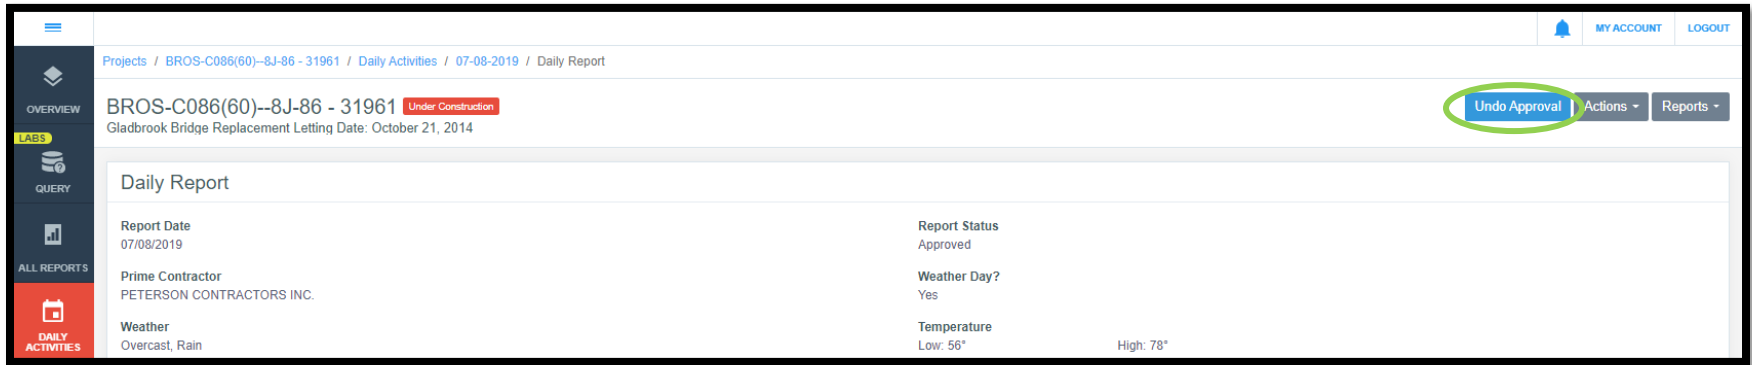 MY ACCOUNT LOGOUT
Projects / BROS-C086(60)--8J-86 - 31961 / Daily Activities / 07-08-2019 / Daily Report
OVERVIEW
LABS
QUERY
ALL REPORTS
DAILY
ACTIVITIES
BROS-C086(60)--8J-86 - 31961 Under Construction
Gladbrook Bridge Replacement Letting Date: October 21, 2014
Undo Approval Actions Reports
Daily Report
Report Date
07/08/2019
Report Status
Approved
Prime Contractor
PETERSON CONTRACTORS INC.
Weather Day?
Yes
Weather
Overcast, Rain
Temperature
Low: 56° High: 78°